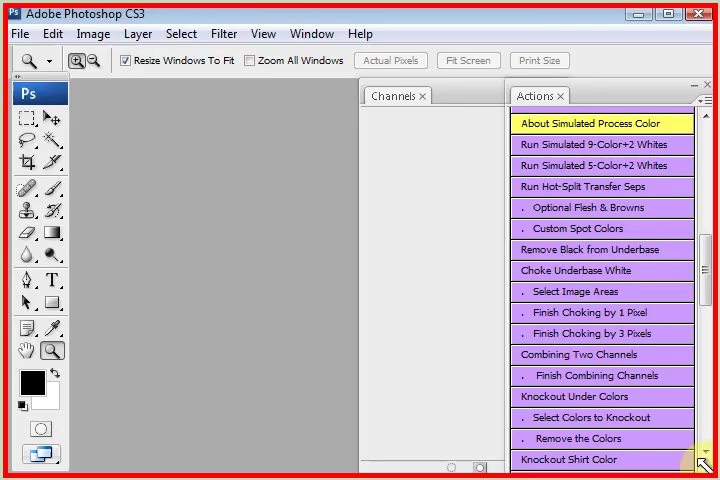 Ps Adobe Photoshop CS3
File Edit Image Layer Select Filter View Window Help
Resize Windows To Fit Zoom All Windows Actual Pixels Fit Screen Print Size
Ps
Channels × Actions ×
About Simulated Process Color
Run Simulated 9-Color+2 Whites
Run Simulated 5-Color+2 Whites
Run Hot-Split Transfer Seps
. Optional Flesh & Browns
. Custom Spot Colors
Remove Black from Underbase
Choke Underbase White
. Select Image Areas
. Finish Choking by 1 Pixel
. Finish Choking by 3 Pixels
Combining Two Channels
. Finish Combining Channels
Knockout Under Colors
. Select Colors to Knockout
. Remove the Colors
Knockout Shirt Color